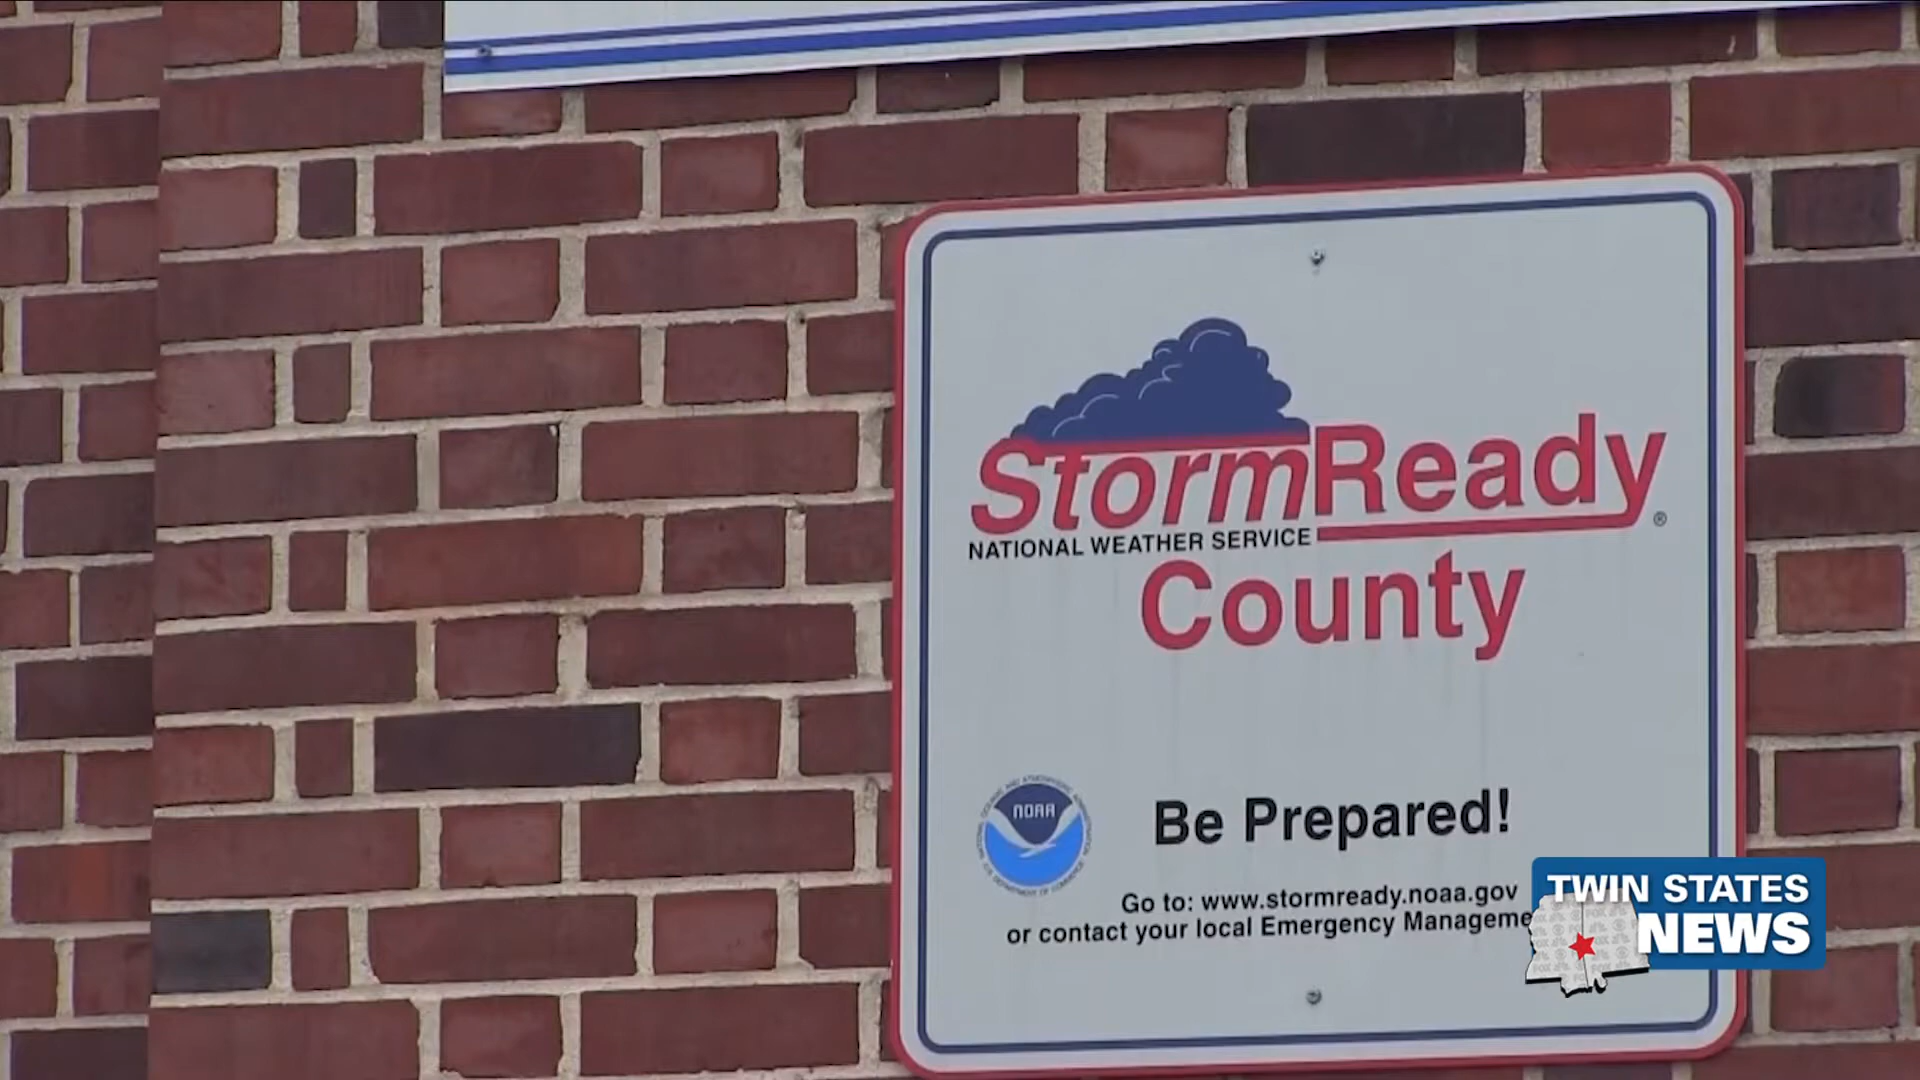 StormReady
®
NATIONAL WEATHER SERVICE
County
NOAA
Be Prepared!
Go to: www.stormready.noaa.gov
or contact your local Emergency Manageme
TWIN STATES
NEWS